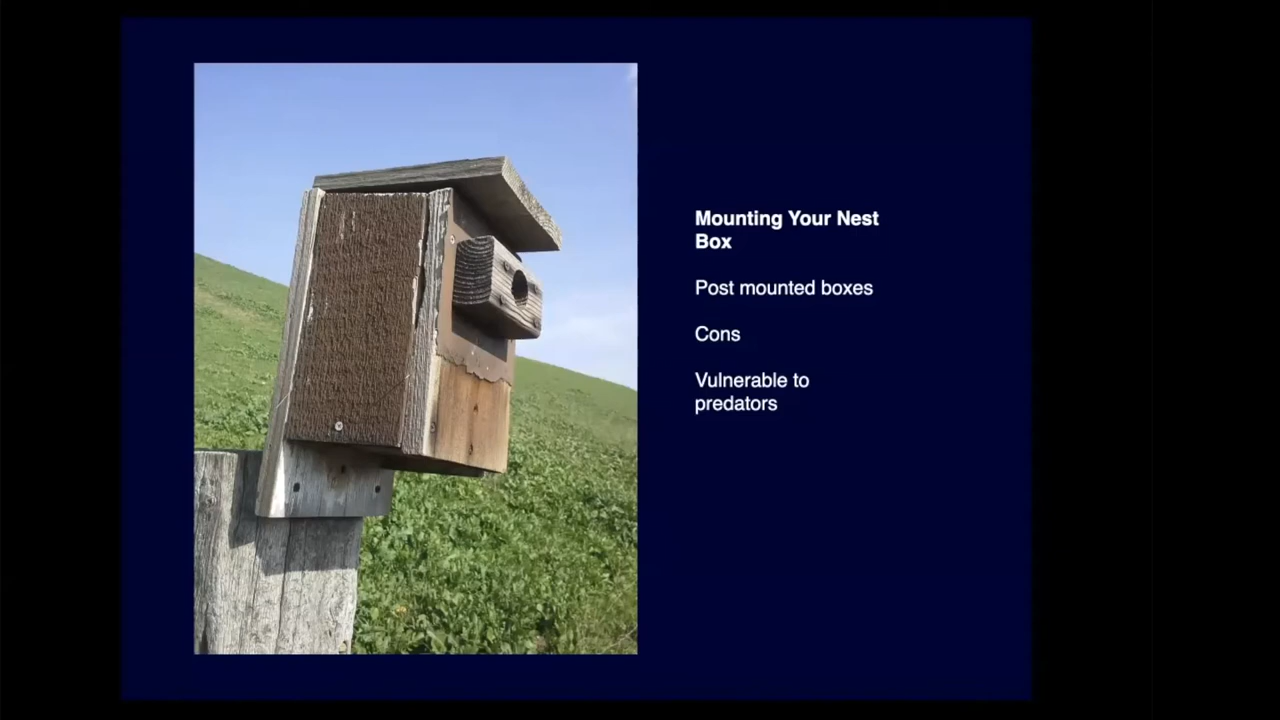 Mounting Your Nest
Box
Post mounted boxes
Cons
Vulnerable to
predators